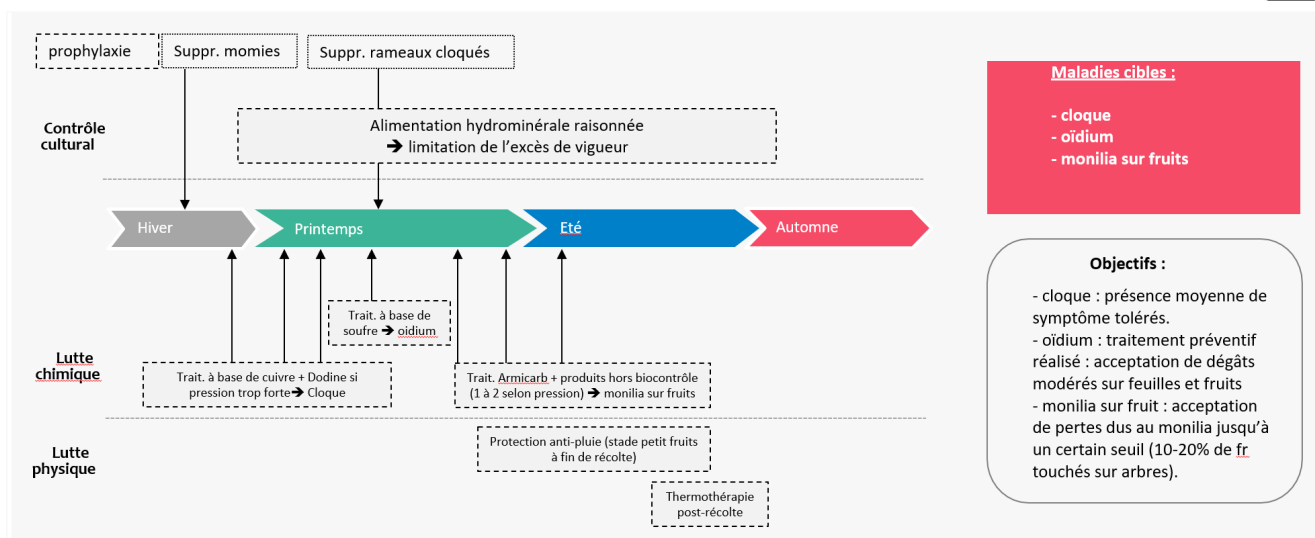 prophylaxie
Suppr. momies
Suppr. rameaux cloqués
Contrôle
cultural
Alimentation hydrominérale raisonnée
➔ limitation de l'excès de vigueur
Hiver
Printemps
Eté
Automne
Trait. à base de
soufre ➔ oidium
Lutte
chimique
Trait. à base de cuivre + Dodine si
pression trop forte➔ Cloque
Trait. Armicarb + produits hors biocontrôle
(1 à 2 selon pression) ➔ monilia sur fruits
Lutte
physique
Protection anti-pluie (stade petit fruits
à fin de récolte)
Thermothérapie
post-récolte
Maladies cibles :
- cloque
- oïdium
- monilia sur fruits
Objectifs :
- cloque : présence moyenne de
symptôme tolérés.
- oïdium : traitement préventif
réalisé : acceptation de dégâts
modérés sur feuilles et fruits
- monilia sur fruit : acceptation
de pertes dus au monilia jusqu'à
un certain seuil (10-20% de fr
touchés sur arbres).